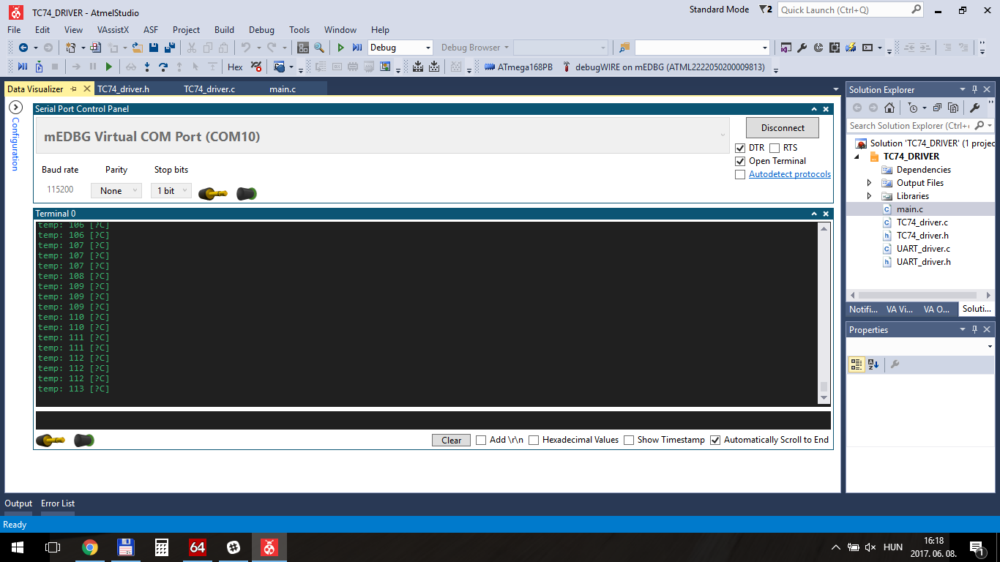 TC74_DRIVER - AtmelStudio
Standard Mode
2
Quick Launch (Ctrl+Q)
File Edit View VAssistX ASF Project Build Debug Tools Window Help
Debug
Debug Browser
Hex
ATmega168PB
debugWIRE on mEDBG (ATML2222050200009813)
Data Visualizer
TC74_driver.h
TC74_driver.c
main.c
Configuration
Serial Port Control Panel
mEDBG Virtual COM Port (COM10)
Disconnect
DTR
RTS
Open Terminal
Autodetect protocols
Baud rate
Parity
Stop bits
115200
None
1 bit
Terminal 0
temp: 106 [?C]
temp: 106 [?C]
temp: 107 [?C]
temp: 107 [?C]
temp: 107 [?C]
temp: 108 [?C]
temp: 109 [?C]
temp: 109 [?C]
temp: 109 [?C]
temp: 110 [?C]
temp: 110 [?C]
temp: 111 [?C]
temp: 111 [?C]
temp: 112 [?C]
temp: 112 [?C]
temp: 112 [?C]
temp: 113 [?C]
Clear
Add \r\n
Hexadecimal Values
Show Timestamp
Automatically Scroll to End
Solution Explorer
Search Solution Explorer (Ctrl+
Solution 'TC74_DRIVER' (1 projec
TC74_DRIVER
Dependencies
Output Files
Libraries
main.c
TC74_driver.c
TC74_driver.h
UART_driver.c
UART_driver.h
Notifi...
VA Vi...
VA O...
Soluti...
Properties
Output
Error List
Ready
64
HUN
16:18
2017. 06. 08.
1